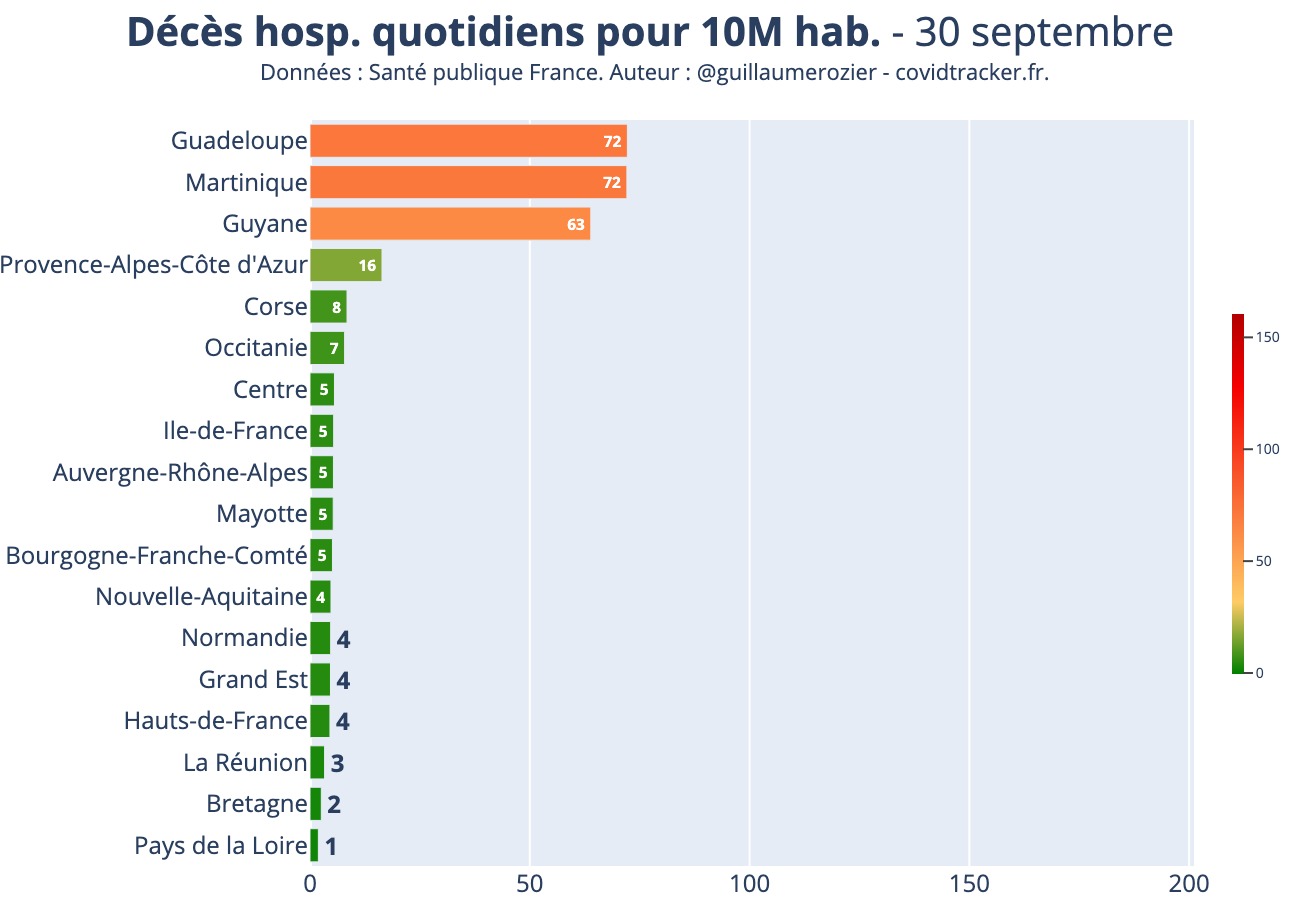 Décès hosp. quotidiens pour 10M hab. - 30 septembre
Données : Santé publique France. Auteur : @guillaumerozier - covidtracker.fr.
Guadeloupe 72
Martinique 72
Guyane 63
Provence-Alpes-Côte d'Azur 16
Corse 8
Occitanie 7
Centre 5
Ile-de-France 5
Auvergne-Rhône-Alpes 5
Mayotte 5
Bourgogne-Franche-Comté 5
Nouvelle-Aquitaine 4
Normandie 4
Grand Est 4
Hauts-de-France 4
La Réunion 3
Bretagne 2
Pays de la Loire 1
0 50 100 150 200
150
100
50
0